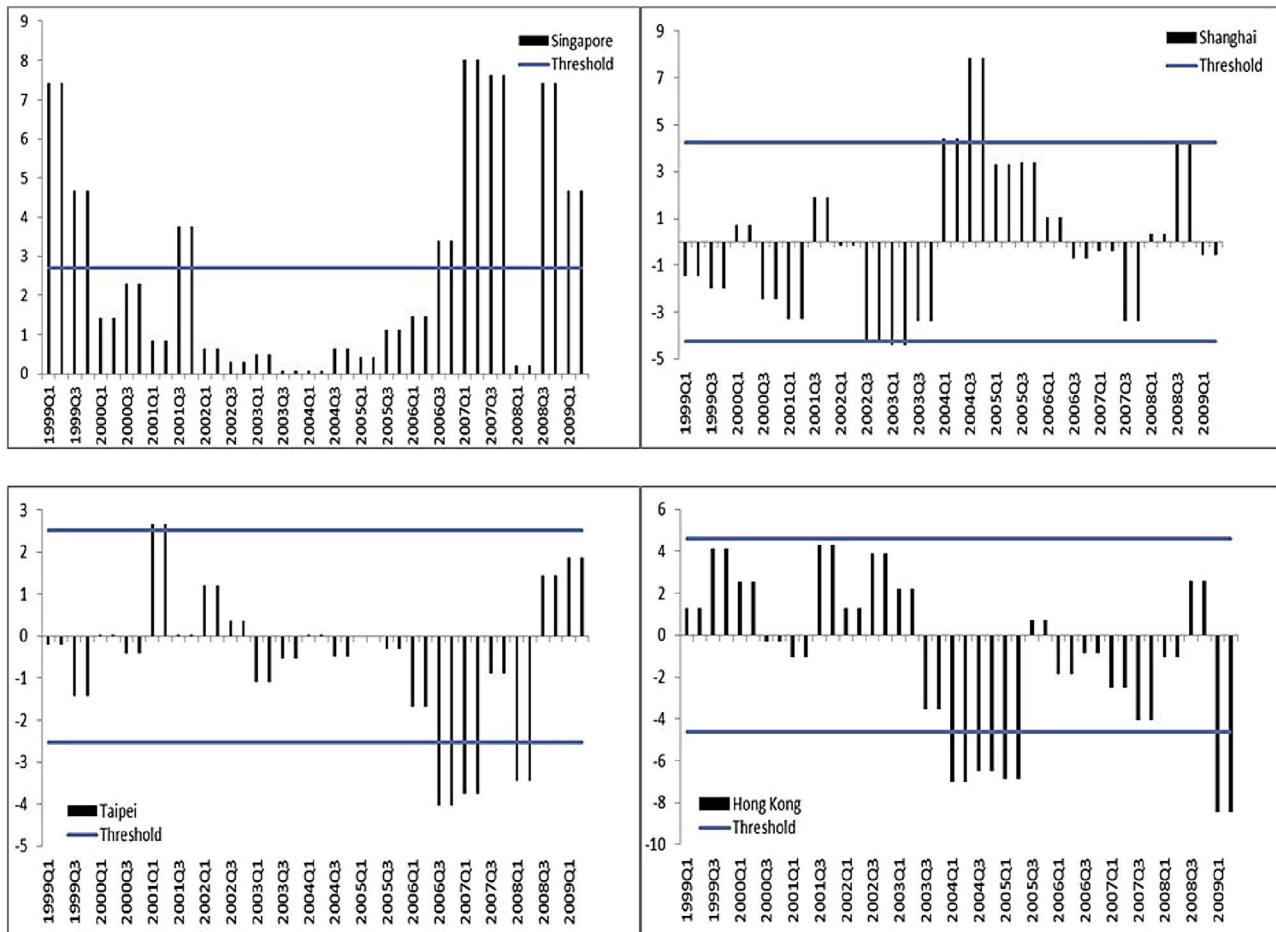 9
8
7
6
5
4
3
2
1
0
Singapore
Threshold
1999Q1
1999Q3
2000Q1
2000Q3
2001Q1
2001Q3
2002Q1
2002Q3
2003Q1
2003Q3
2004Q1
2004Q3
2005Q1
2005Q3
2006Q1
2006Q3
2007Q1
2007Q3
2008Q1
2008Q3
2009Q1
9
7
5
3
1
-1
-3
-5
Shanghai
Threshold
1999Q1
1999Q3
2000Q1
2000Q3
2001Q1
2001Q3
2002Q1
2002Q3
2003Q1
2003Q3
2004Q1
2004Q3
2005Q1
2005Q3
2006Q1
2006Q3
2007Q1
2007Q3
2008Q1
2008Q3
2009Q1
3
2
1
0
-1
-2
-3
-4
-5
Taipei
Threshold
1999Q1
1999Q3
2000Q1
2000Q3
2001Q1
2001Q3
2002Q1
2002Q3
2003Q1
2003Q3
2004Q1
2004Q3
2005Q1
2005Q3
2006Q1
2006Q3
2007Q1
2007Q3
2008Q1
2008Q3
2009Q1
6
4
2
0
-2
-4
-6
-8
-10
Hong Kong
Threshold
1999Q1
1999Q3
2000Q1
2000Q3
2001Q1
2001Q3
2002Q1
2002Q3
2003Q1
2003Q3
2004Q1
2004Q3
2005Q1
2005Q3
2006Q1
2006Q3
2007Q1
2007Q3
2008Q1
2008Q3
2009Q1